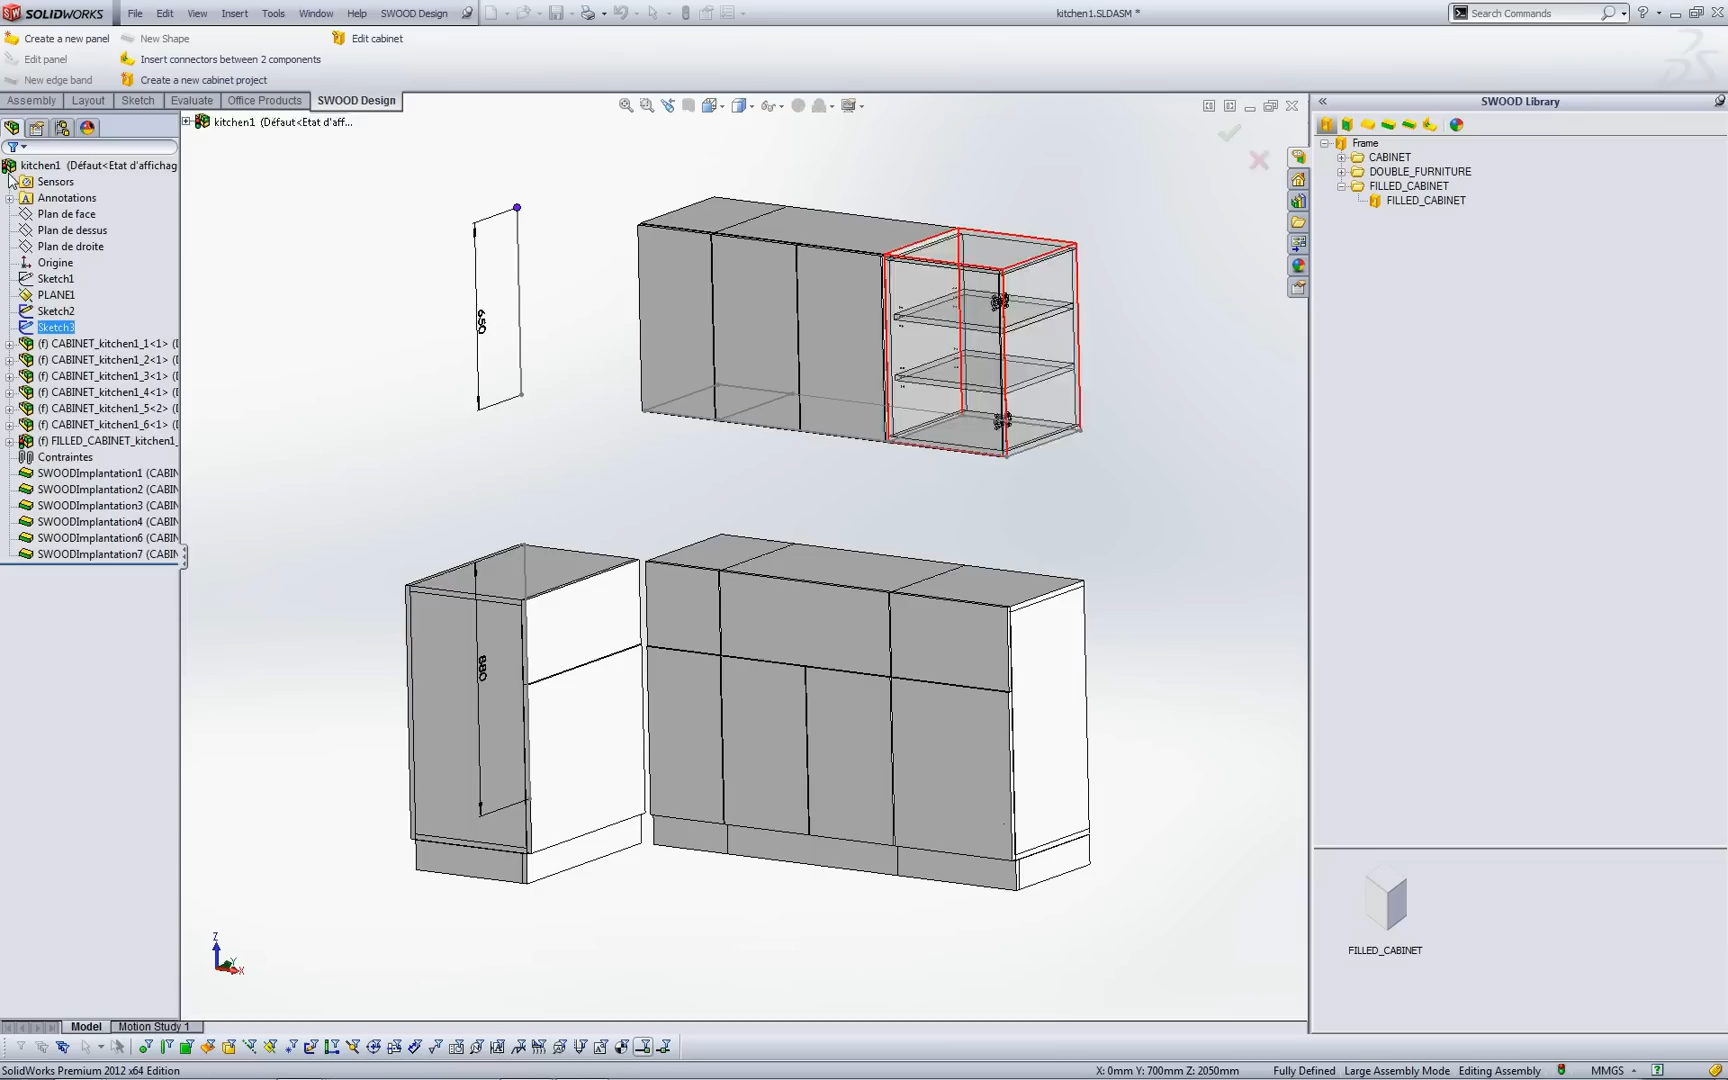 SOLIDWORKS File Edit View Insert Tools Window Help SWOOD Design kitchen1.SLDASM * Search Commands
Create a new panel New Shape Edit cabinet
Edit panel Insert connectors between 2 components
New edge band Create a new cabinet project
Assembly Layout Sketch Evaluate Office Products SWOOD Design
SWOOD Library
kitchen1 (Défaut<Etat d'aff...
Frame
CABINET
DOUBLE_FURNITURE
FILLED_CABINET
FILLED_CABINET
kitchen1 (Défaut<Etat d'affichag
Sensors
Annotations
Plan de face
Plan de dessus
Plan de droite
Origine
Sketch1
PLANE1
Sketch2
Sketch3
(f) CABINET_kitchen1_1<1> (
(f) CABINET_kitchen1_2<1> (
(f) CABINET_kitchen1_3<1> (
(f) CABINET_kitchen1_4<1> (
(f) CABINET_kitchen1_5<2> (
(f) CABINET_kitchen1_6<1> (
(f) FILLED_CABINET_kitchen1_
Contraintes
SWOODImplantation1 (CABIN
SWOODImplantation2 (CABIN
SWOODImplantation3 (CABIN
SWOODImplantation4 (CABIN
SWOODImplantation6 (CABIN
SWOODImplantation7 (CABIN
650
880
Z
Y
X
FILLED_CABINET
Model Motion Study 1
SolidWorks Premium 2012 x64 Edition X: 0mm Y: 700mm Z: 2050mm Fully Defined Large Assembly Mode Editing Assembly MMGS